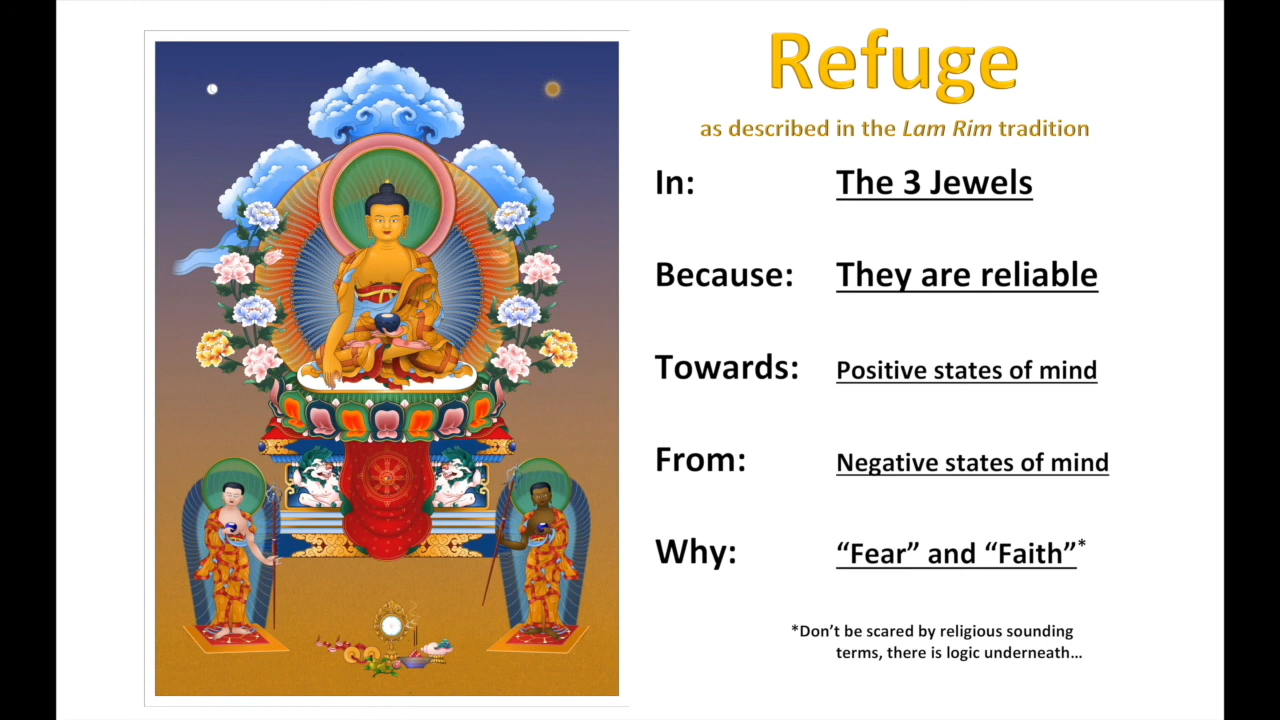 Refuge
as described in the Lam Rim tradition
In: The 3 Jewels
Because: They are reliable
Towards: Positive states of mind
From: Negative states of mind
Why: “Fear” and “Faith”*
*Don’t be scared by religious sounding
terms, there is logic underneath…